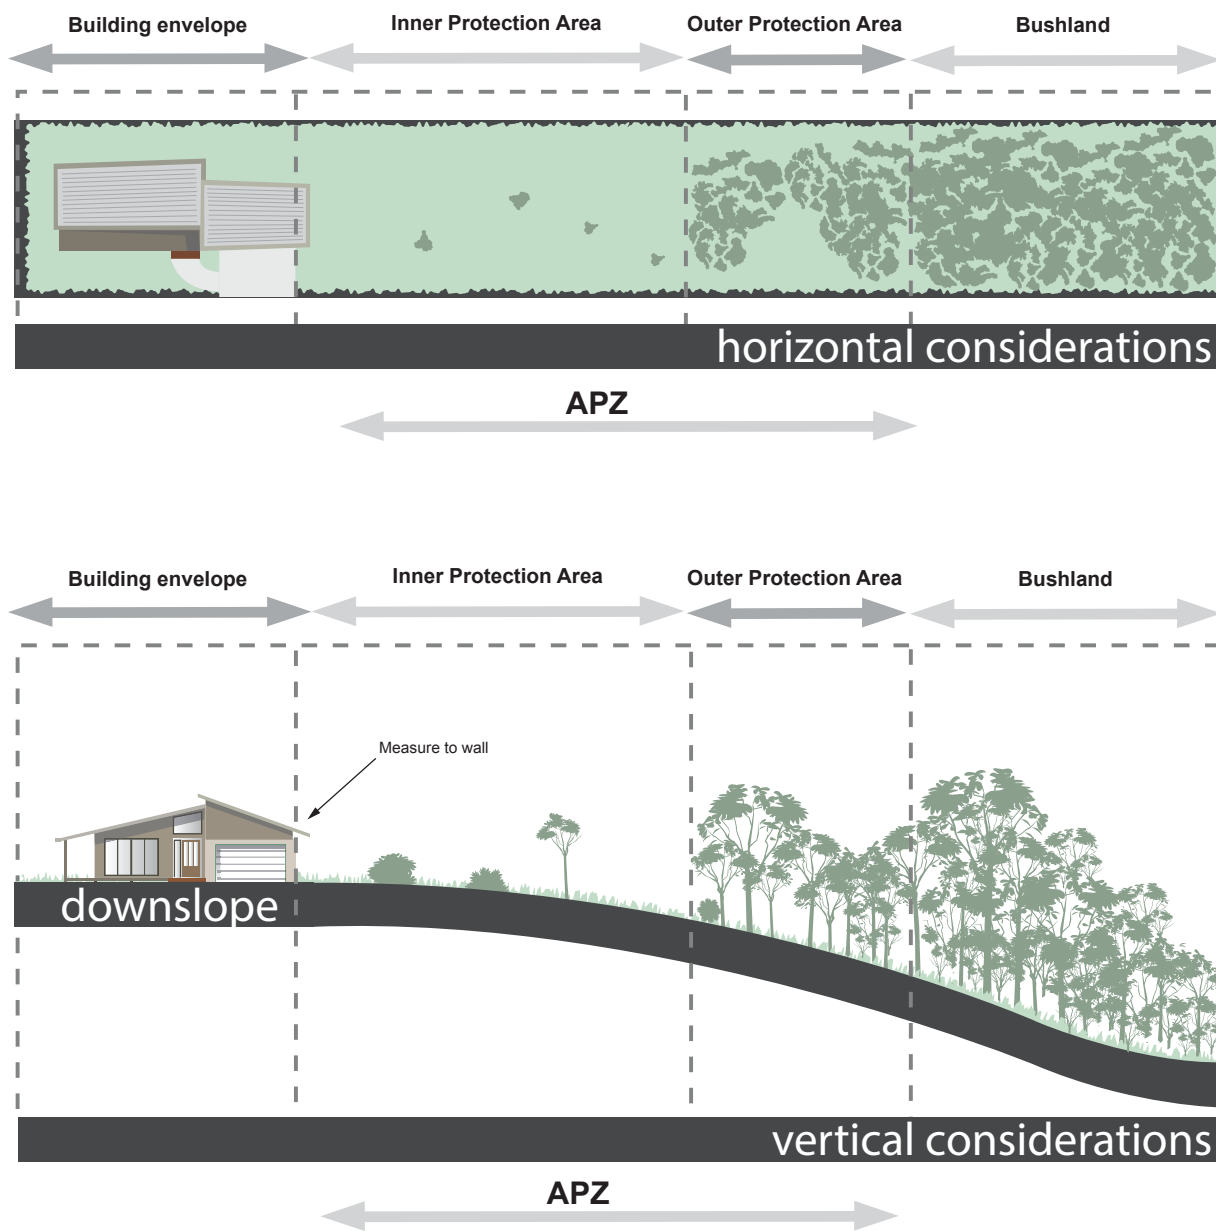 Building envelope
Inner Protection Area
Outer Protection Area
Bushland
horizontal considerations
APZ
Building envelope
Inner Protection Area
Outer Protection Area
Bushland
Measure to wall
downslope
vertical considerations
APZ